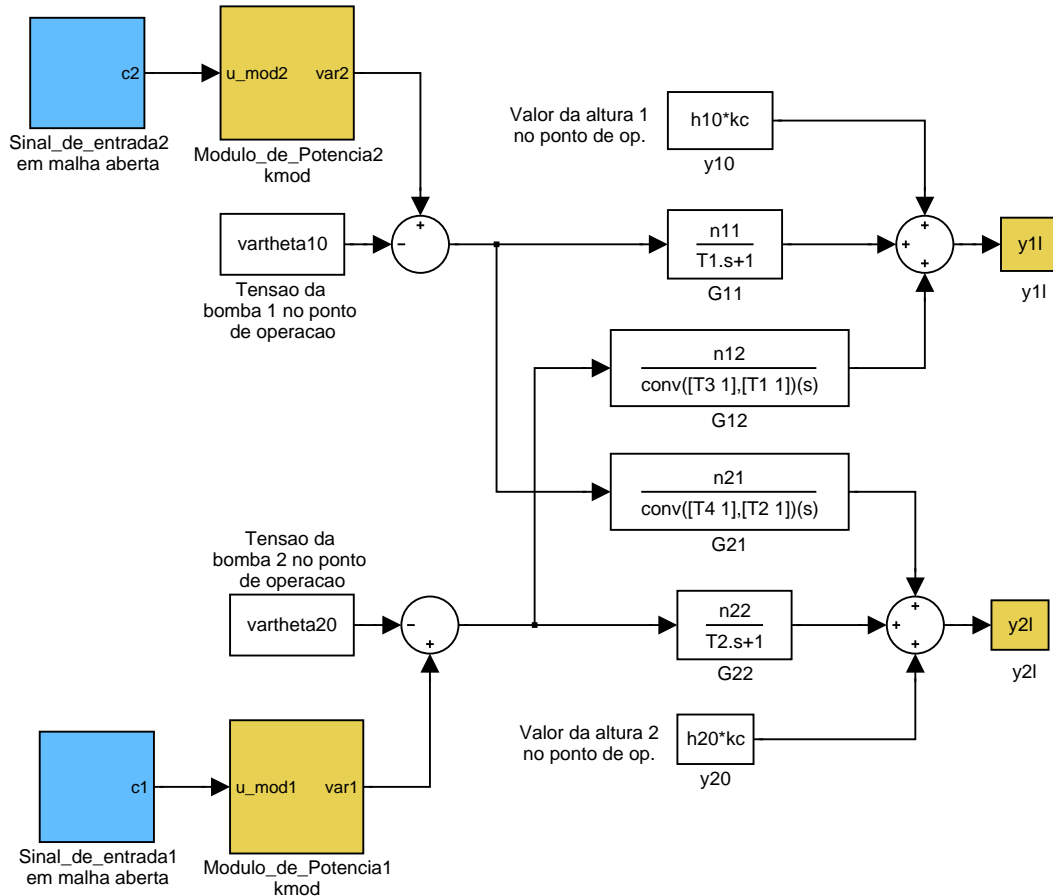 c2
u_mod2 var2
Sinal_de_entrada2
em malha aberta
Modulo_de_Potencia2
kmod
Valor da altura 1
no ponto de op.
h10*kc
y10
vartheta10
Tensao da
bomba 1 no ponto
de operacao
+
−
n11
T1.s+1
G11
+
+
+
y1l
y1l
n12
conv([T3 1],[T1 1])(s)
G12
n21
conv([T4 1],[T2 1])(s)
G21
Tensao da
bomba 2 no ponto
de operacao
vartheta20
−
+
n22
T2.s+1
G22
+
+
+
y2l
y2l
Valor da altura 2
no ponto de op.
h20*kc
y20
c1
u_mod1 var1
Sinal_de_entrada1
em malha aberta
Modulo_de_Potencia1
kmod